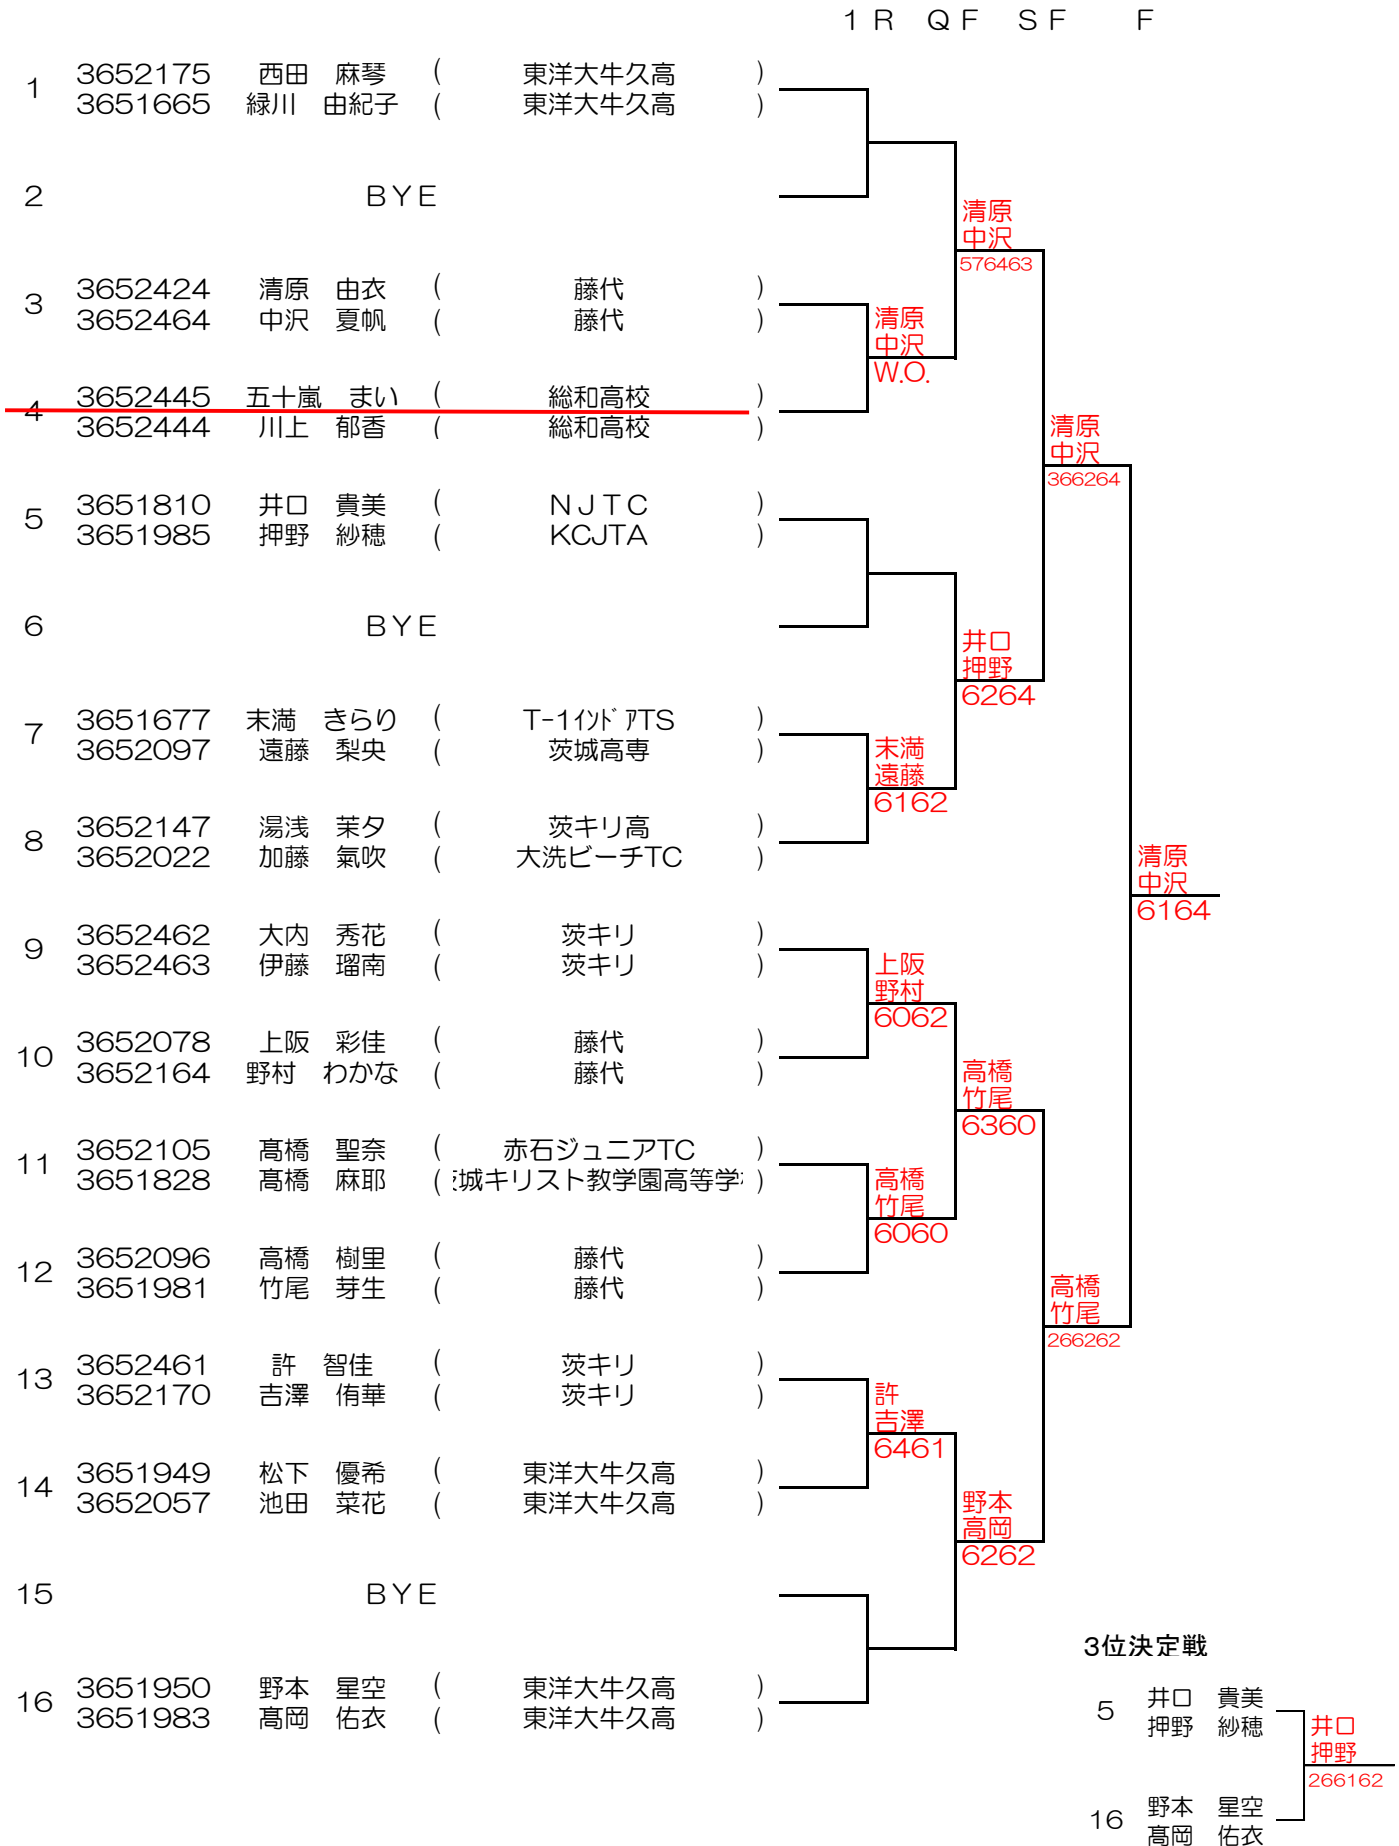 １Ｒ ＱＦ ＳＦ Ｆ
1 3652175 西田　麻琴 ( 東洋大牛久高 )
3651665 緑川　由紀子 ( 東洋大牛久高 )
2 ＢＹＥ
清原
中沢
576463
3 3652424 清原　由衣 ( 藤代 )
3652464 中沢　夏帆 ( 藤代 )
清原
中沢
W.O.
4 3652445 五十嵐　まい ( 総和高校 )
3652444 川上　郁香 ( 総和高校 )
清原
中沢
366264
5 3651810 井口　貴美 ( ＮＪＴＣ )
3651985 押野　紗穂 ( KCJTA )
6 ＢＹＥ
井口
押野
6264
7 3651677 末満　きらり ( T-1ｲﾝﾄﾞｱTS )
3652097 遠藤　梨央 ( 茨城高専 )
末満
遠藤
6162
8 3652147 湯浅　茉夕 ( 茨キリ高 )
3652022 加藤　氣吹 ( 大洗ビーチTC )
清原
中沢
6164
9 3652462 大内　秀花 ( 茨キリ )
3652463 伊藤　瑠南 ( 茨キリ )
上阪
野村
6062
10 3652078 上阪　彩佳 ( 藤代 )
3652164 野村　わかな ( 藤代 )
高橋
竹尾
6360
11 3652105 髙橋　聖奈 ( 赤石ジュニアTC )
3651828 髙橋　麻耶 ( 城キリスト教学園高等学 )
高橋
竹尾
6060
12 3652096 高橋　樹里 ( 藤代 )
3651981 竹尾　芽生 ( 藤代 )
高橋
竹尾
266262
13 3652461 許　智佳 ( 茨キリ )
3652170 吉澤　侑華 ( 茨キリ )
許
吉澤
6461
14 3651949 松下　優希 ( 東洋大牛久高 )
3652057 池田　菜花 ( 東洋大牛久高 )
野本
高岡
6262
15 ＢＹＥ
16 3651950 野本　星空 ( 東洋大牛久高 )
3651983 髙岡　佑衣 ( 東洋大牛久高 )
3位決定戦
5 井口　貴美
押野　紗穂
井口
押野
266162
16 野本　星空
髙岡　佑衣